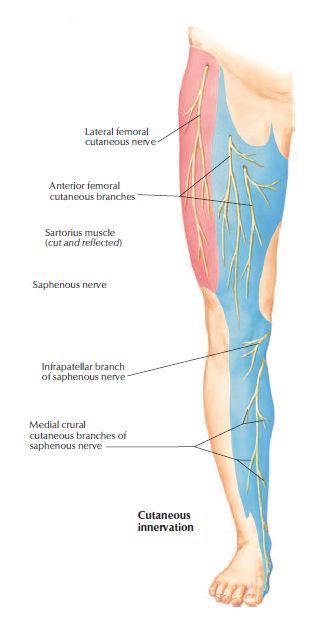 Lateral femoral
cutaneous nerve
Anterior femoral
cutaneous branches
Sartorius muscle
(cut and reflected)
Saphenous nerve
Infrapatellar branch
of saphenous nerve
Medial crural
cutaneous branches of
saphenous nerve
Cutaneous
innervation